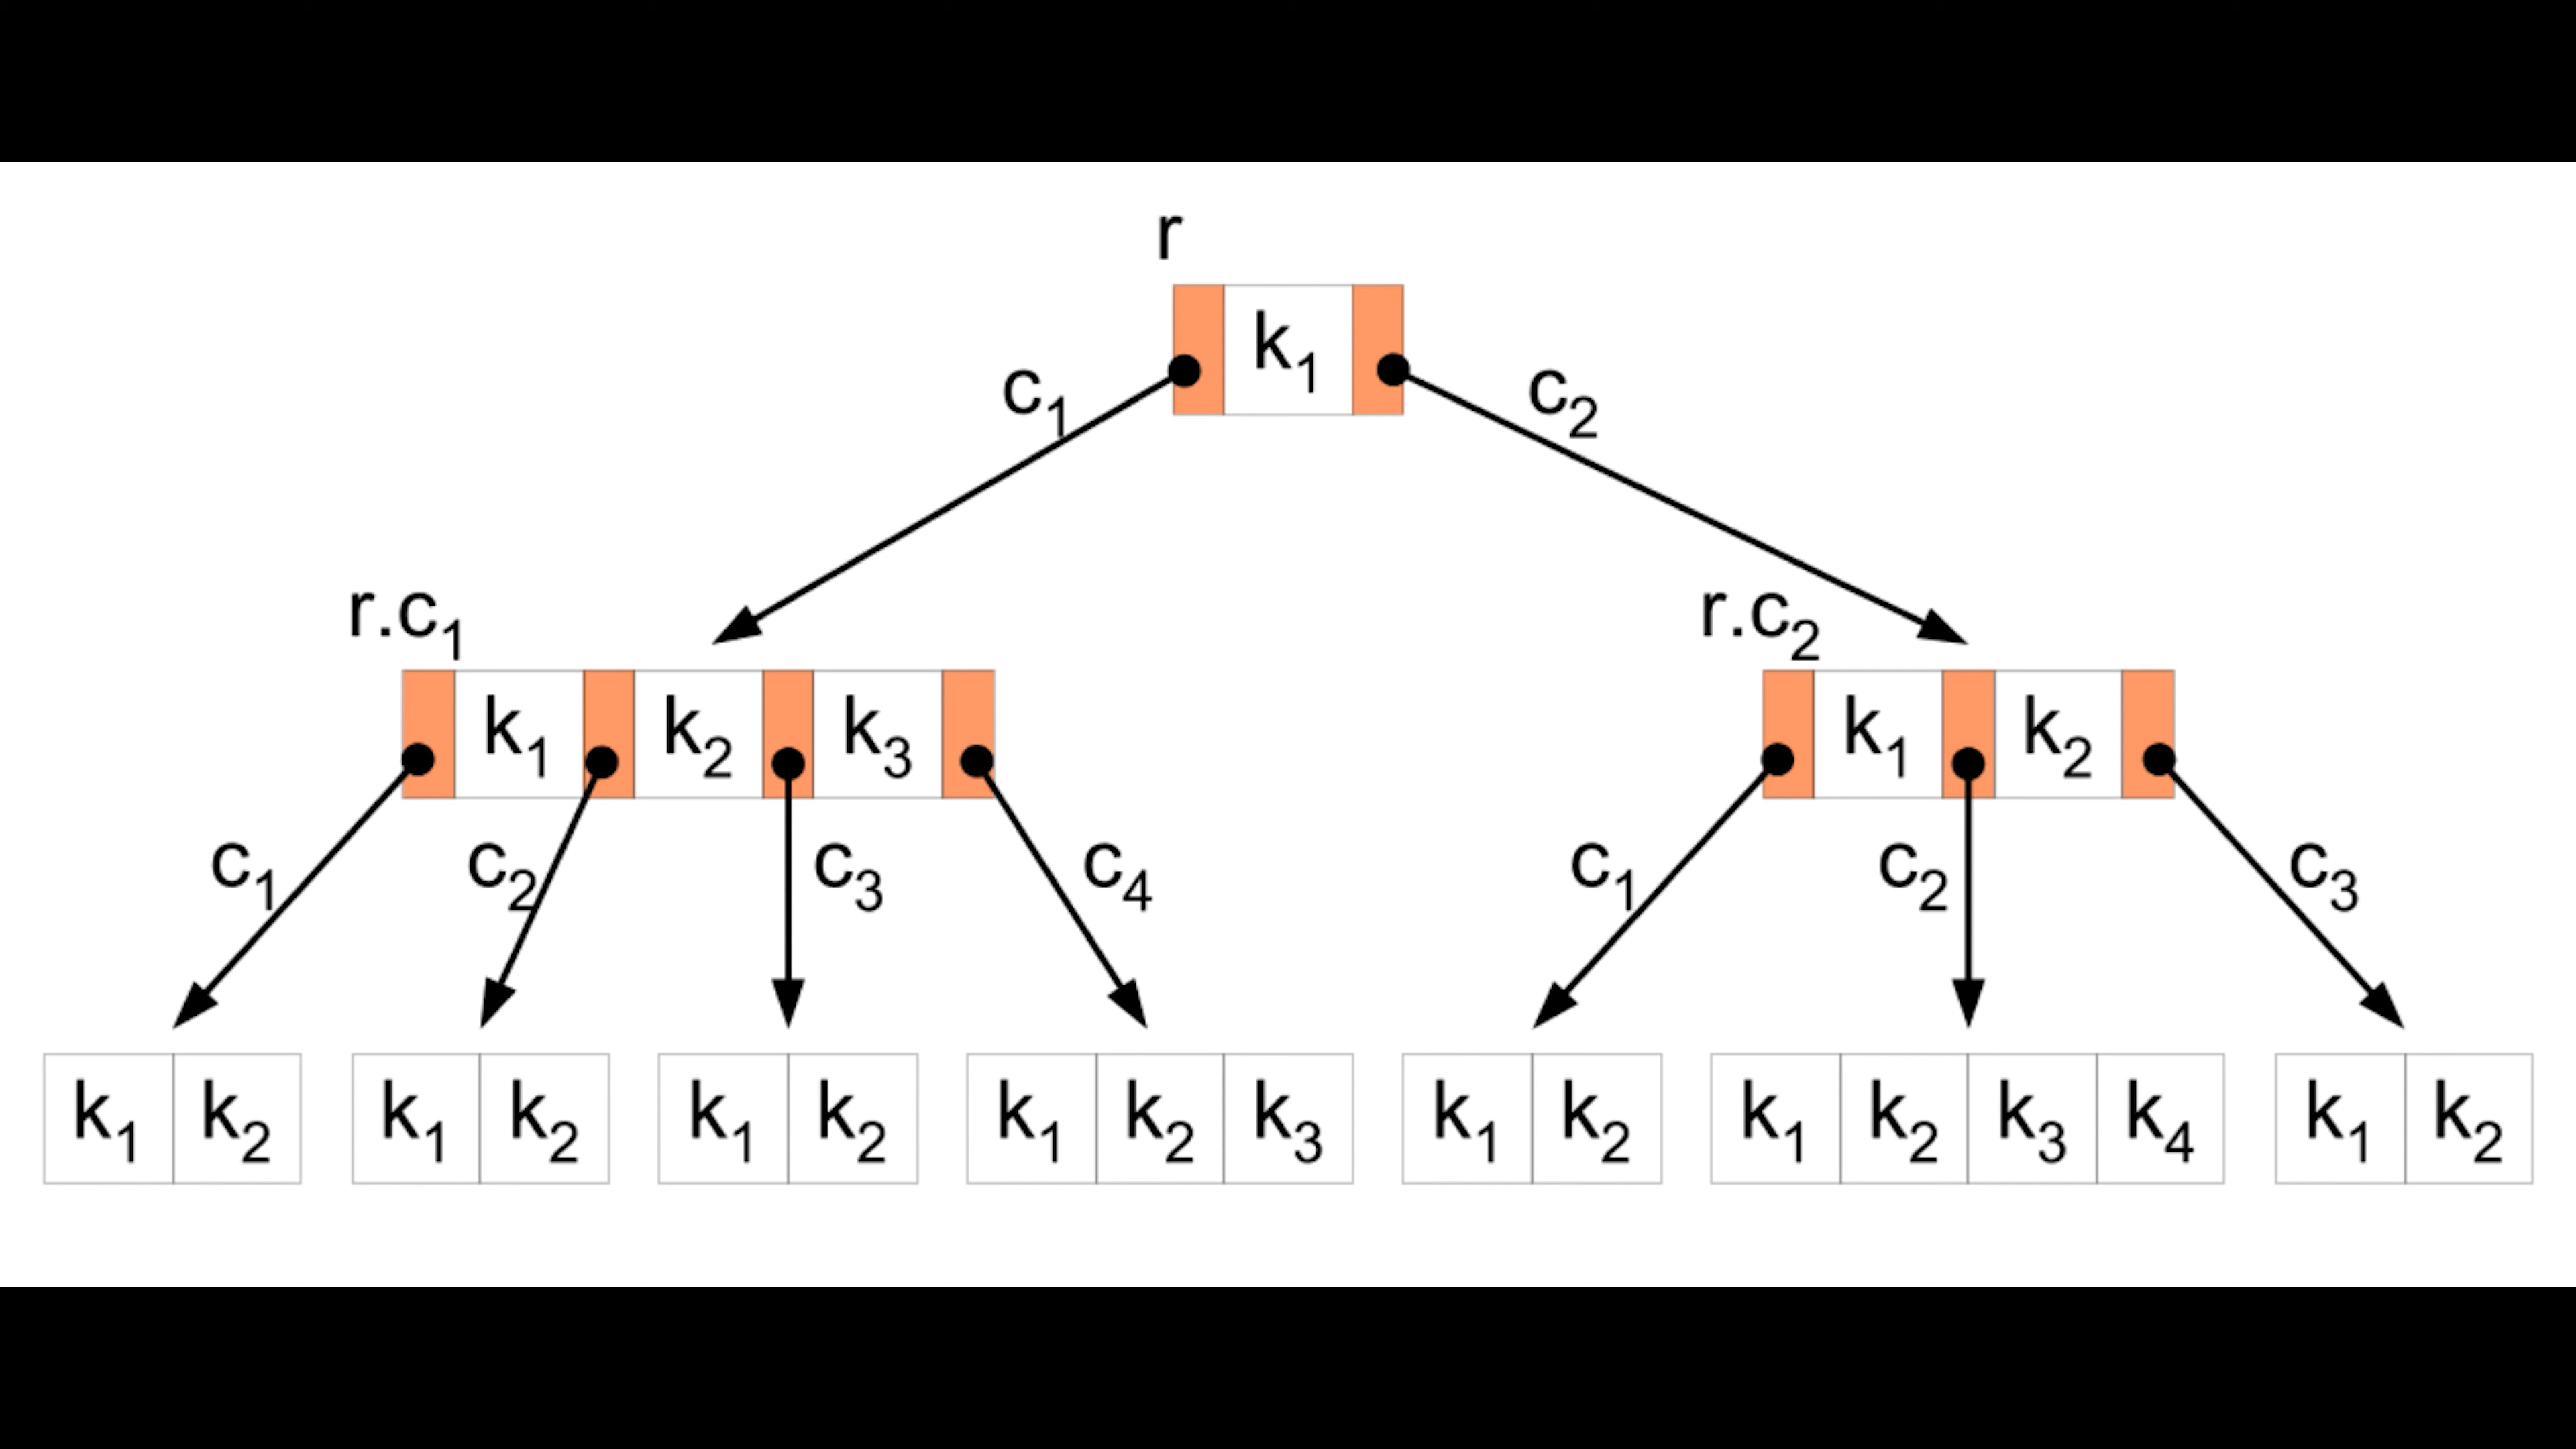 r
k₁
c₁ c₂
r.c₁ r.c₂
k₁ k₂ k₃ k₁ k₂
c₁ c₂ c₃ c₄ c₁ c₂ c₃
k₁ k₂ k₁ k₂ k₁ k₂ k₁ k₂ k₃ k₁ k₂ k₁ k₂ k₃ k₄ k₁ k₂